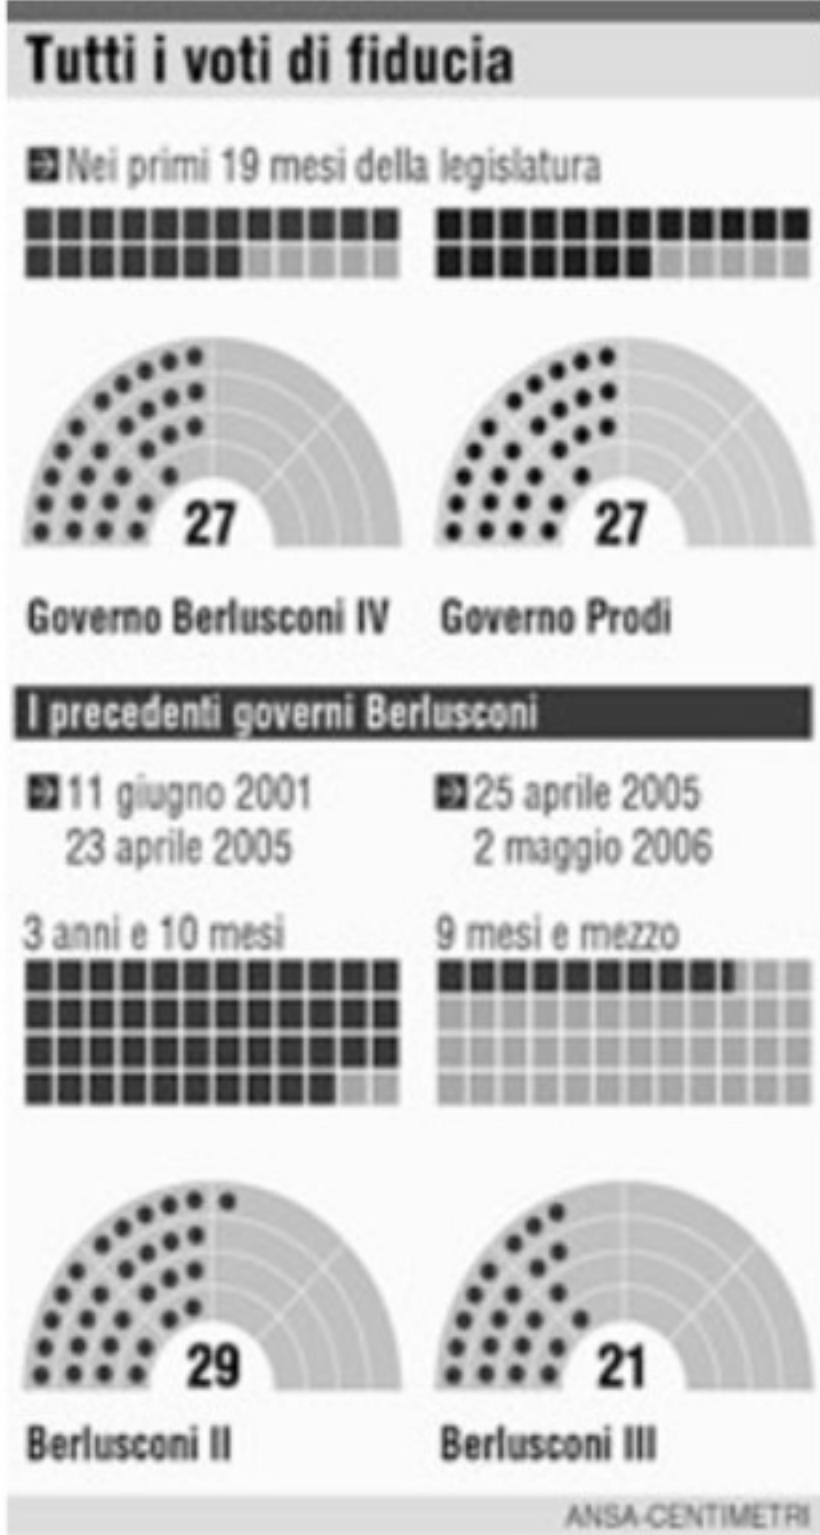 Tutti i voti di fiducia
Nei primi 19 mesi della legislatura
27
27
Governo Berlusconi IV
Governo Prodi
I precedenti governi Berlusconi
11 giugno 2001
23 aprile 2005
25 aprile 2005
2 maggio 2006
3 anni e 10 mesi
9 mesi e mezzo
29
21
Berlusconi II
Berlusconi III
ANSA-CENTIMETRI